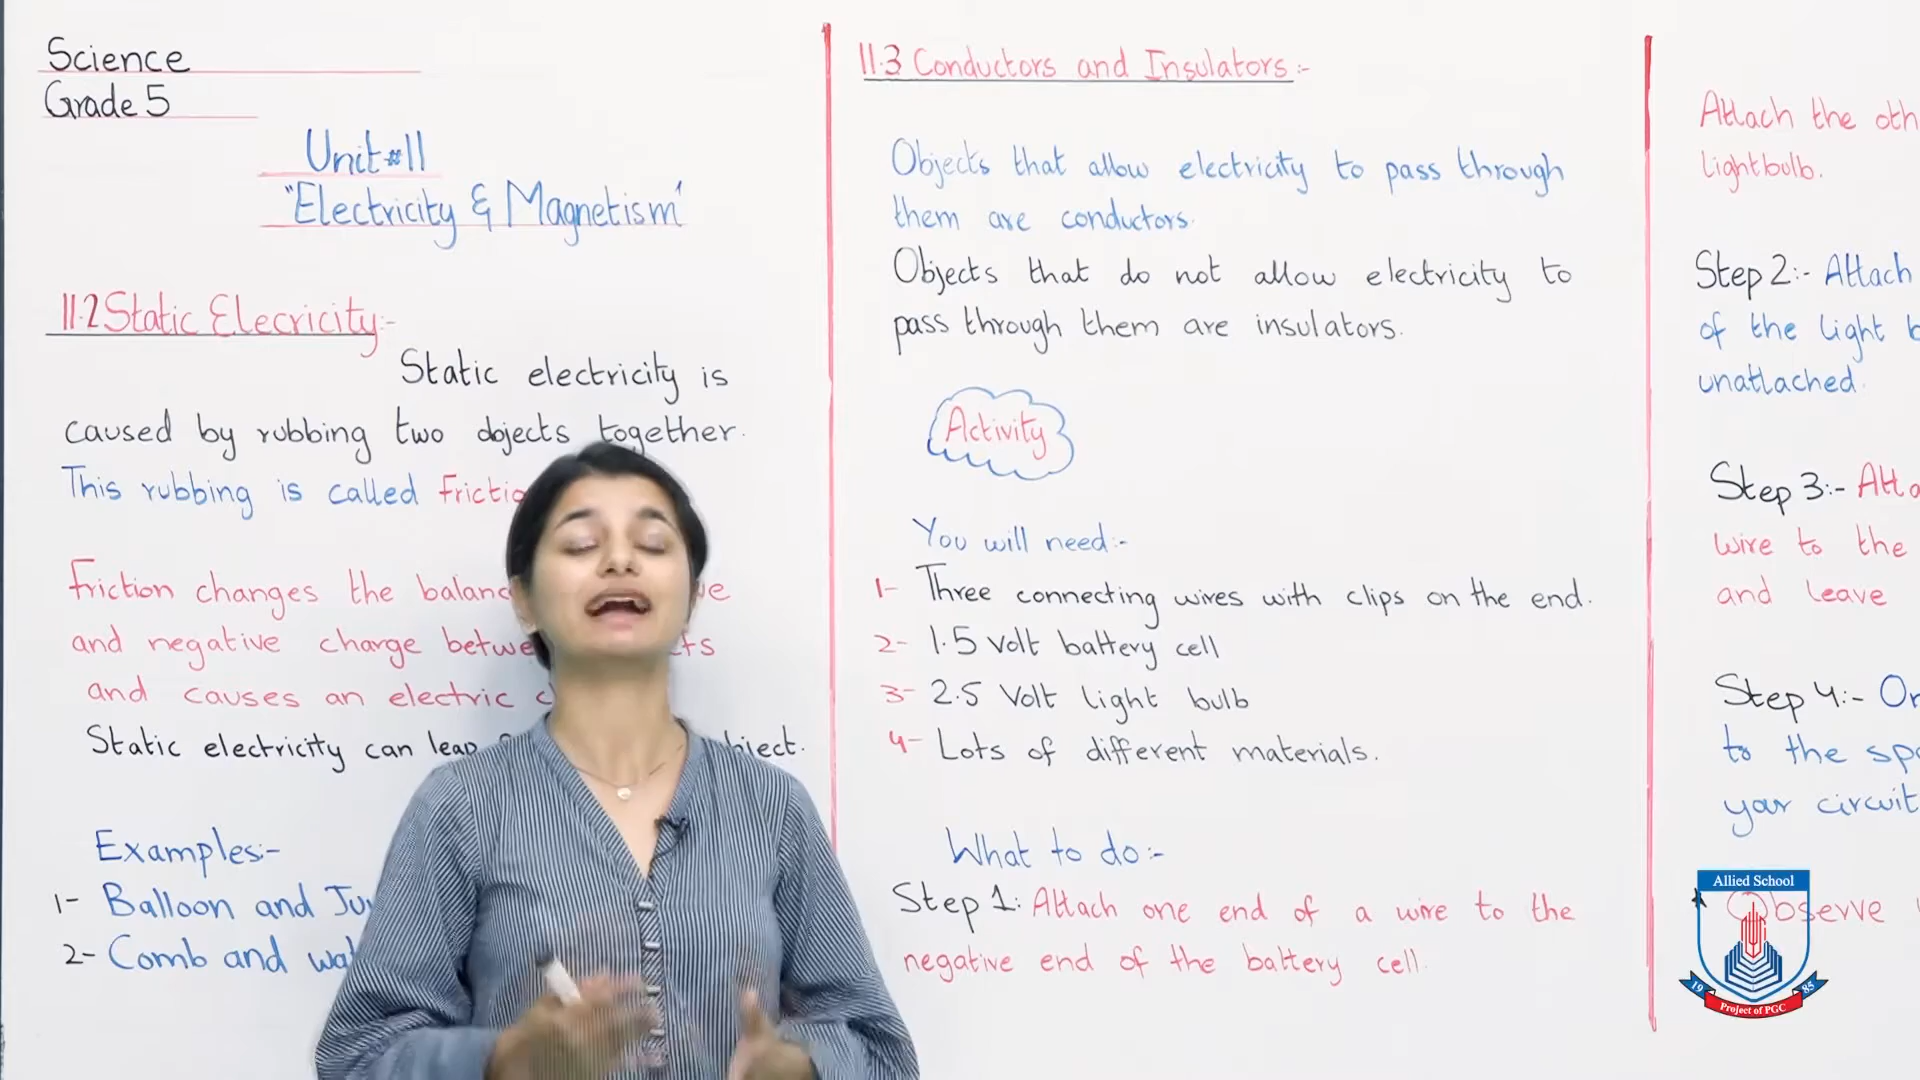 Science
Grade 5
Unit #11
"Electricity & Magnetism"
11.2 Static Elecricity:-
Static electricity is
caused by rubbing two objects together.
This rubbing is called
Friction changes the
and negative charge
and causes an electric
Static electricity can leap
Examples:-
1- Balloon and
2- Comb and
11.3 Conductors and Insulators:-
Objects that allow electricity to pass through
them are conductors.
Objects that do not allow electricity to
pass through them are insulators.
Activity
You will need:-
1- Three connecting wires with clips on the end.
2- 1.5 Volt battery cell
3- 2.5 Volt light bulb
4- Lots of different materials.
What to do:-
Step 1: Attach one end of a wire to the
negative end of the battery cell.
Attach the
lightbulb.
Step 2:- Attach
of the light
unattached.
Step 3:-
wire to the
and leave
Step 4:-
to the
your circuit
Observe
Allied School
19 85
Project of PGC